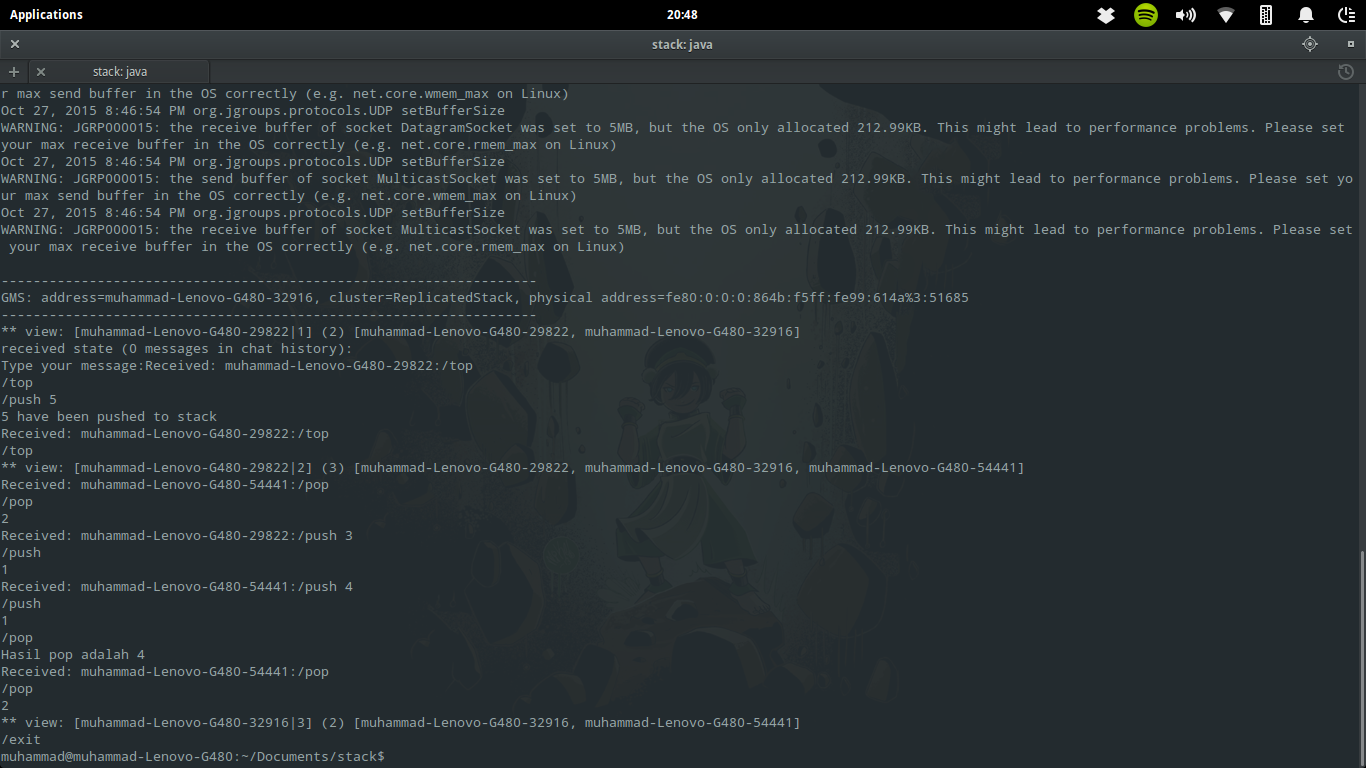 Applications
20:48
stack: java
stack: java
r max send buffer in the OS correctly (e.g. net.core.wmem_max on Linux)
Oct 27, 2015 8:46:54 PM org.jgroups.protocols.UDP setBufferSize
WARNING: JGRP000015: the receive buffer of socket DatagramSocket was set to 5MB, but the OS only allocated 212.99KB. This might lead to performance problems. Please set
your max receive buffer in the OS correctly (e.g. net.core.rmem_max on Linux)
Oct 27, 2015 8:46:54 PM org.jgroups.protocols.UDP setBufferSize
WARNING: JGRP000015: the send buffer of socket MulticastSocket was set to 5MB, but the OS only allocated 212.99KB. This might lead to performance problems. Please set yo
ur max send buffer in the OS correctly (e.g. net.core.wmem_max on Linux)
Oct 27, 2015 8:46:54 PM org.jgroups.protocols.UDP setBufferSize
WARNING: JGRP000015: the receive buffer of socket MulticastSocket was set to 5MB, but the OS only allocated 212.99KB. This might lead to performance problems. Please set
your max receive buffer in the OS correctly (e.g. net.core.rmem_max on Linux)
-------------------------------------------------------------------
GMS: address=muhammad-Lenovo-G480-32916, cluster=ReplicatedStack, physical address=fe80:0:0:0:864b:f5ff:fe99:614a%3:51685
-------------------------------------------------------------------
** view: [muhammad-Lenovo-G480-29822|1] (2) [muhammad-Lenovo-G480-29822, muhammad-Lenovo-G480-32916]
received state (0 messages in chat history):
Type your message:Received: muhammad-Lenovo-G480-29822:/top
/top
/push 5
5 have been pushed to stack
Received: muhammad-Lenovo-G480-29822:/top
/top
** view: [muhammad-Lenovo-G480-29822|2] (3) [muhammad-Lenovo-G480-29822, muhammad-Lenovo-G480-32916, muhammad-Lenovo-G480-54441]
Received: muhammad-Lenovo-G480-54441:/pop
/pop
2
Received: muhammad-Lenovo-G480-29822:/push 3
/push
1
Received: muhammad-Lenovo-G480-54441:/push 4
/push
1
/pop
Hasil pop adalah 4
Received: muhammad-Lenovo-G480-54441:/pop
/pop
2
** view: [muhammad-Lenovo-G480-32916|3] (2) [muhammad-Lenovo-G480-32916, muhammad-Lenovo-G480-54441]
/exit
muhammad@muhammad-Lenovo-G480:~/Documents/stack$